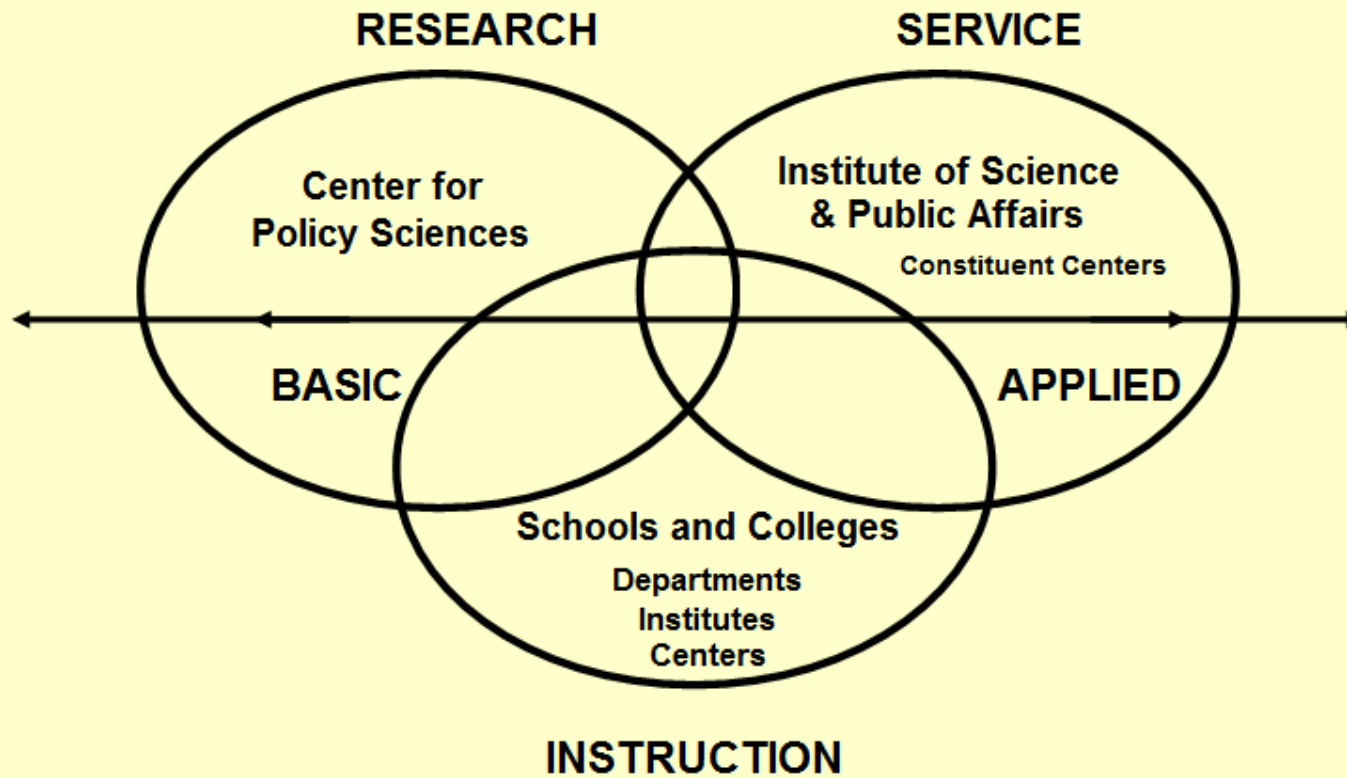 RESEARCH
SERVICE
Center for
Policy Sciences
Institute of Science
& Public Affairs
Constituent Centers
BASIC
APPLIED
Schools and Colleges
Departments
Institutes
Centers
INSTRUCTION